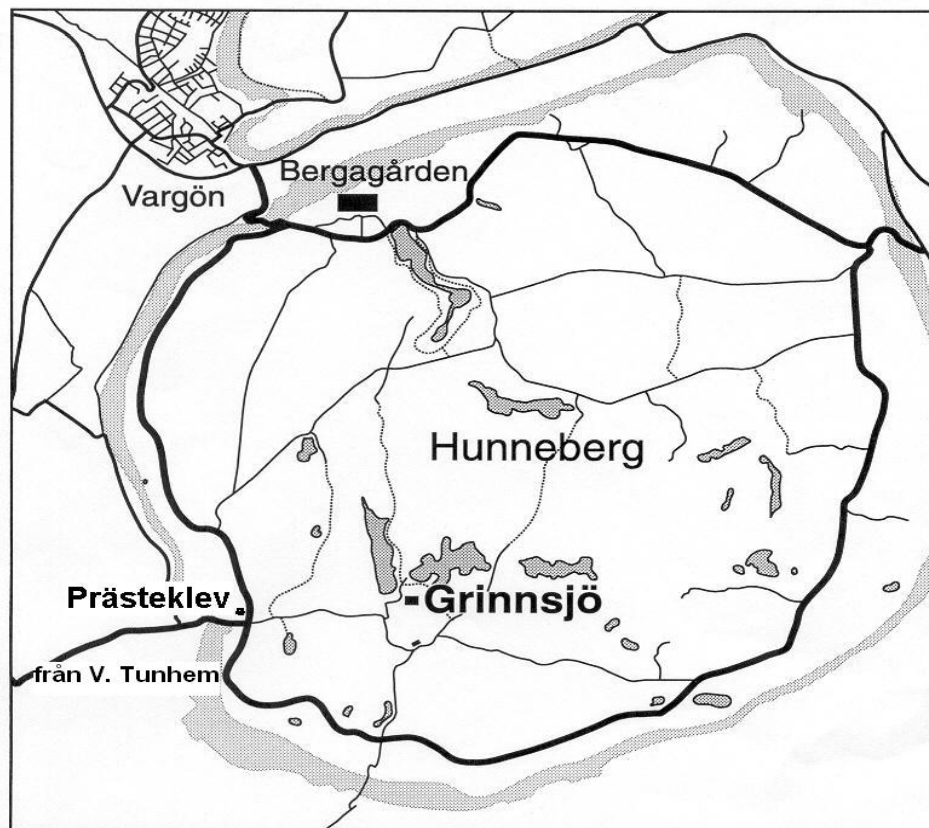 Bergagården
Vargön
Hunneberg
Prästeklev
Grinnsjö
från V. Tunhem